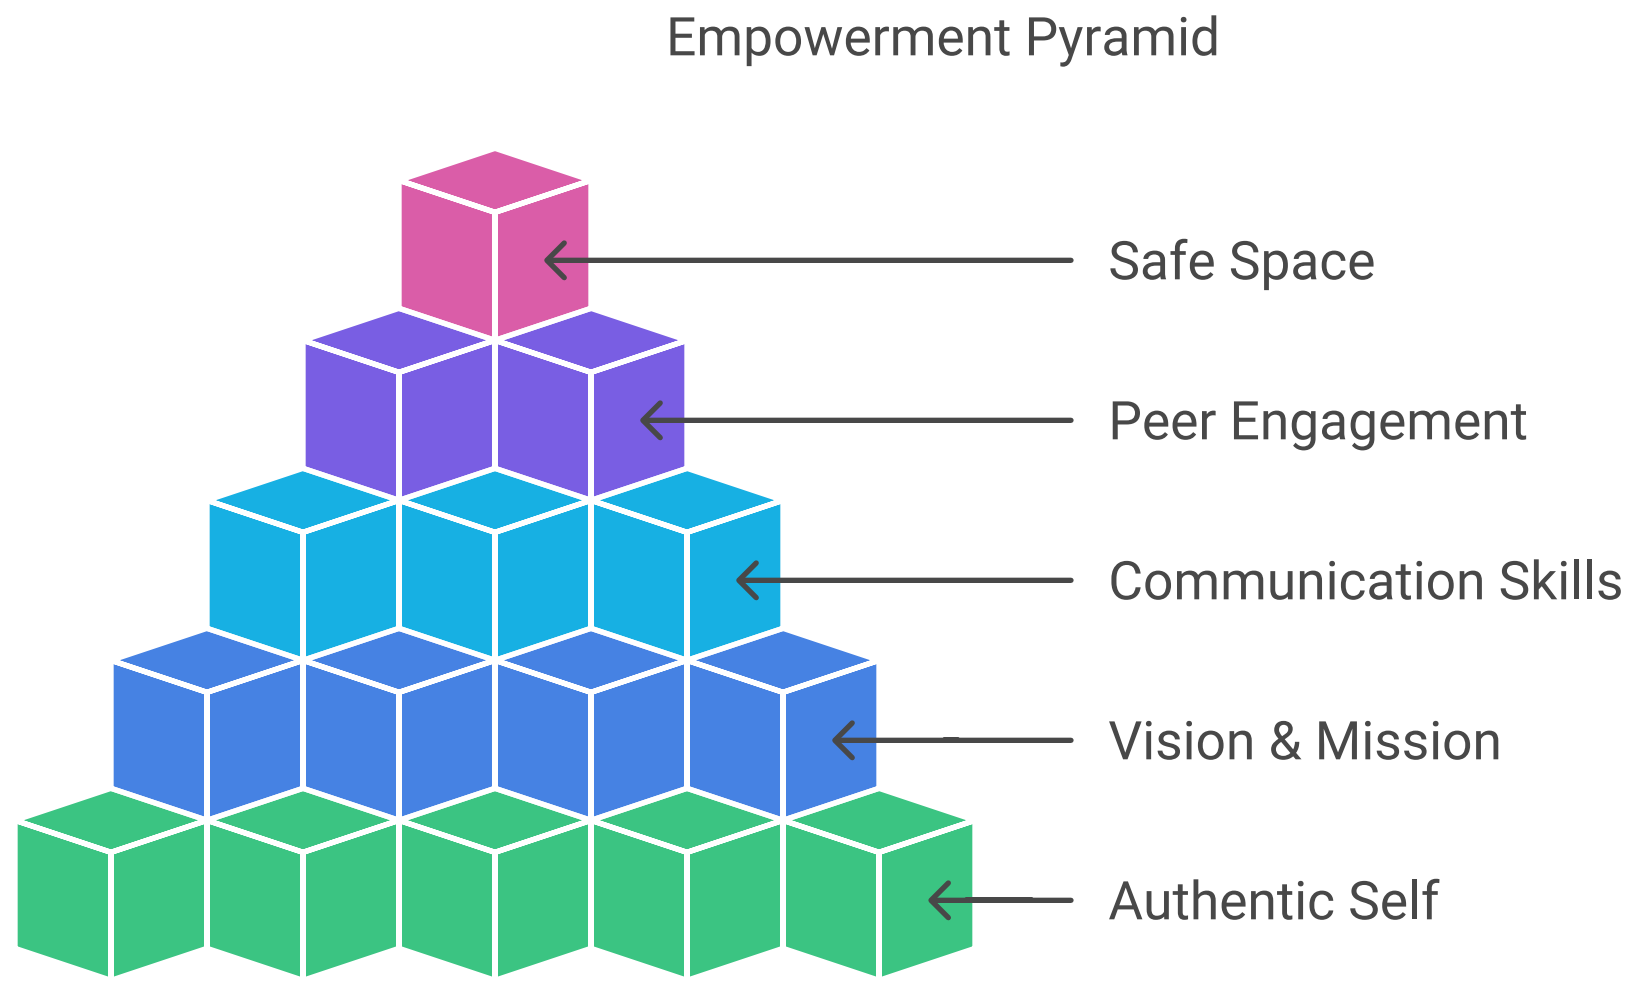 Empowerment Pyramid
Safe Space
Peer Engagement
Communication Skills
Vision & Mission
Authentic Self